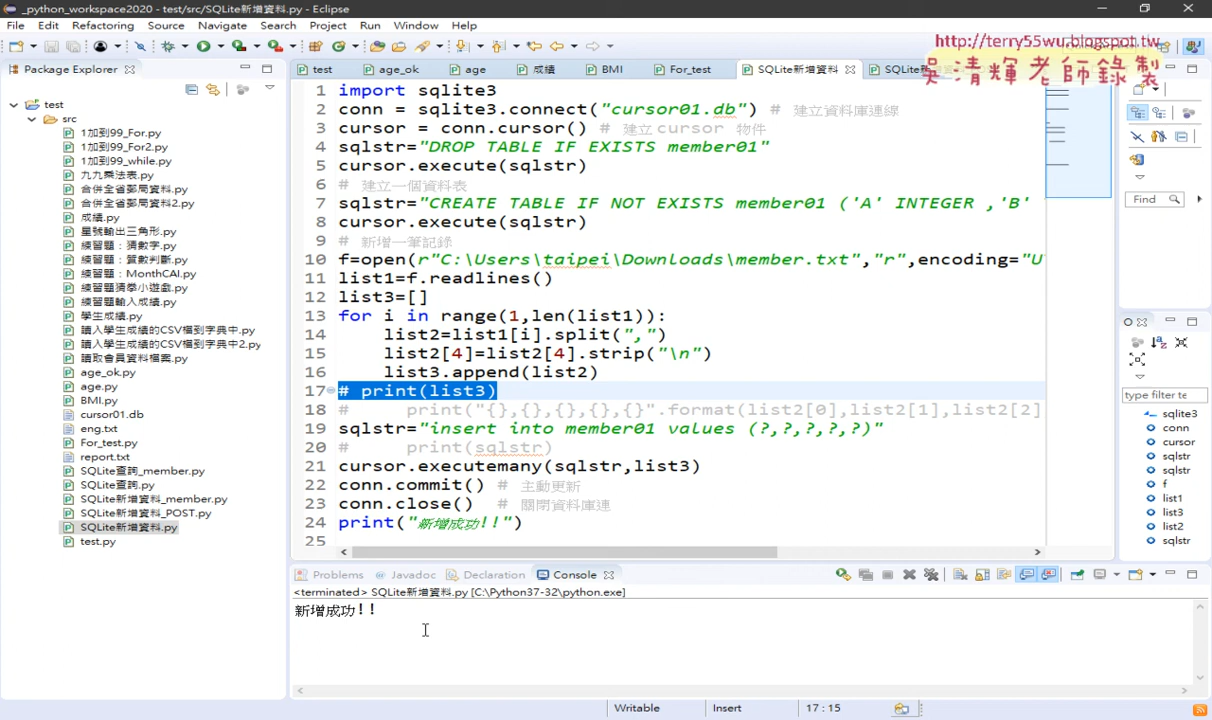 _python_workspace2020 - test/src/SQLite新增資料.py - Eclipse
File Edit Refactoring Source Navigate Search Project Run Window Help
http://terry55wu.blogspot.tw
吳清輝老師錄製
Package Explorer
test age_ok age 成績 BMI For_test SQLite新增資料
test
src
1加到99_For.py
1加到99_For2.py
1加到99_while.py
九九乘法表.py
合併全省郵局資料.py
合併全省郵局資料2.py
成績.py
星號輸出三角形.py
練習題：猜數字.py
練習題：質數判斷.py
練習題：MonthCAI.py
練習題猜拳小遊戲.py
練習題輸入成績.py
學生成績.py
讀入學生成績的CSV檔到字典中.py
讀入學生成績的CSV檔到字典中2.py
讀取會員資料檔案.py
age_ok.py
age.py
BMI.py
cursor01.db
eng.txt
For_test.py
report.txt
SQLite查詢_member.py
SQLite查詢.py
SQLite新增資料_member.py
SQLite新增資料_POST.py
SQLite新增資料.py
test.py
1 import sqlite3
2 conn = sqlite3.connect("cursor01.db") # 建立資料庫連線
3 cursor = conn.cursor() # 建立 cursor 物件
4 sqlstr="DROP TABLE IF EXISTS member01"
5 cursor.execute(sqlstr)
6 # 建立一個資料表
7 sqlstr="CREATE TABLE IF NOT EXISTS member01 ('A' INTEGER ,'B'
8 cursor.execute(sqlstr)
9 # 新增一筆記錄
10 f=open(r"C:\Users\taipei\Downloads\member.txt","r",encoding="U
11 list1=f.readlines()
12 list3=[]
13 for i in range(1,len(list1)):
14 list2=list1[i].split(",")
15 list2[4]=list2[4].strip("\n")
16 list3.append(list2)
17 # print(list3)
18 # print("{},{},{},{},{}".format(list2[0],list2[1],list2[2]
19 sqlstr="insert into member01 values (?,?,?,?,?)"
20 # print(sqlstr)
21 cursor.executemany(sqlstr,list3)
22 conn.commit() # 主動更新
23 conn.close() # 關閉資料庫連
24 print("新增成功!!")
25
Find
type filter te
sqlite3
conn
cursor
sqlstr
sqlstr
f
list1
list3
list2
sqlstr
Problems Javadoc Declaration Console
<terminated> SQLite新增資料.py [C:\Python37-32\python.exe]
新增成功!!
Writable Insert 17 : 15